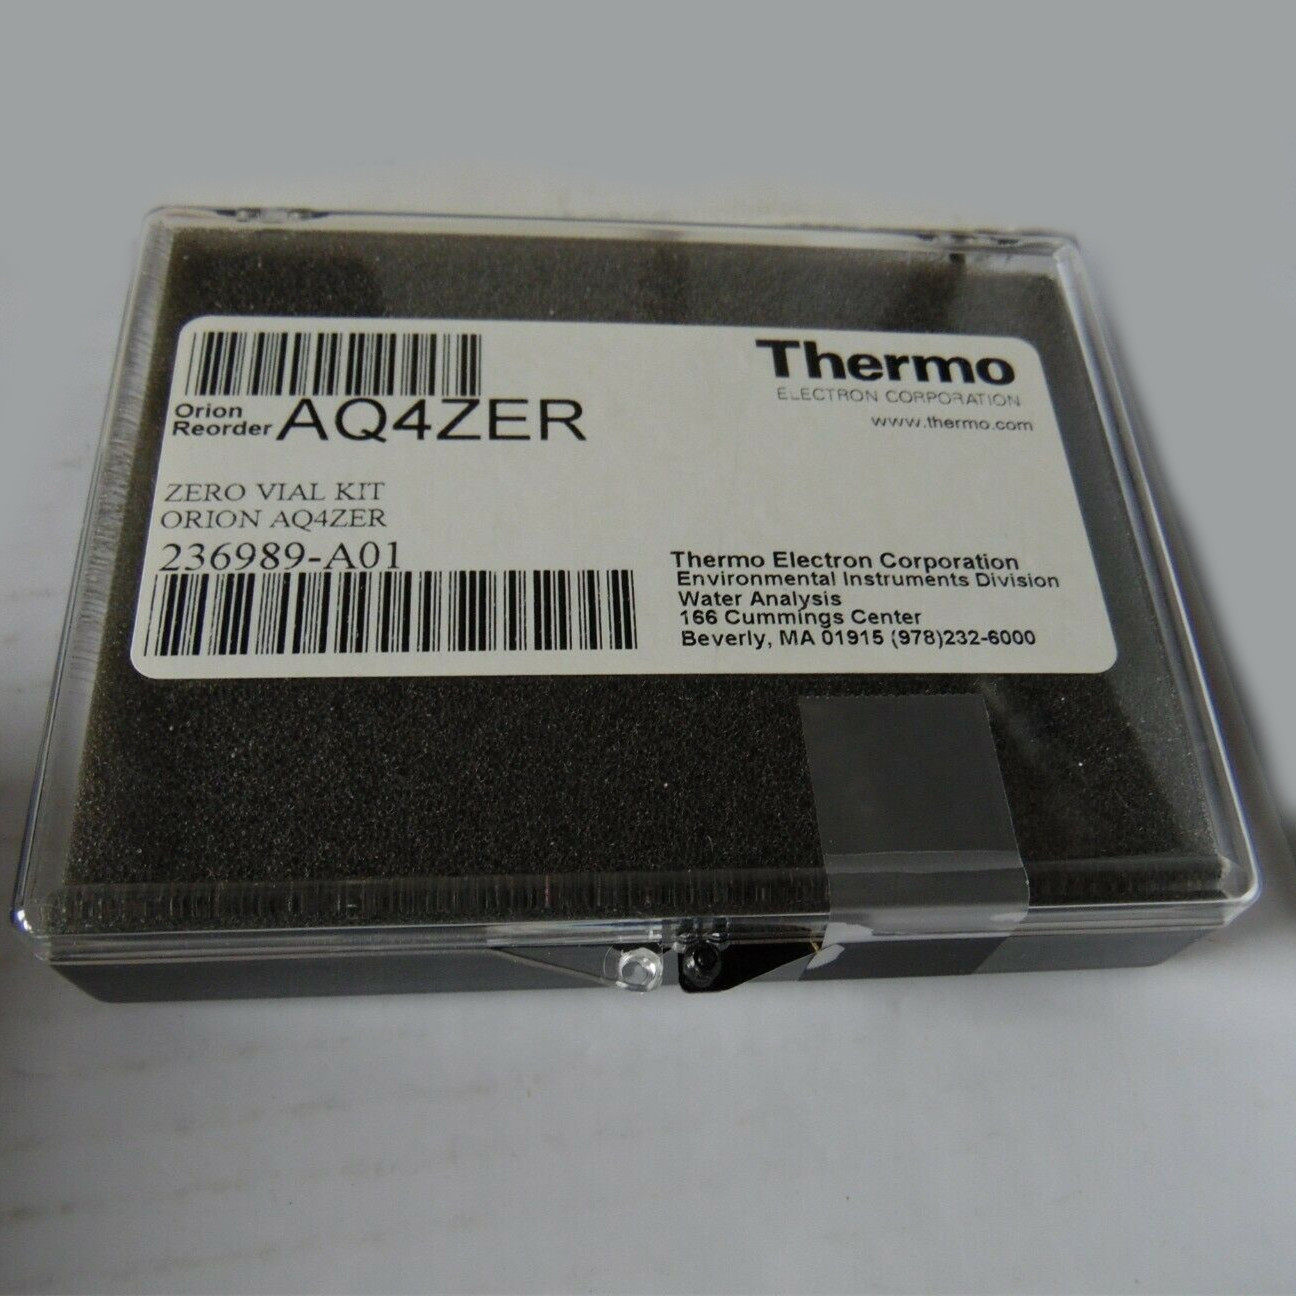 Orion
Reorder AQ4ZER
ZERO VIAL KIT
ORION AQ4ZER
236989-A01
Thermo
ELECTRON CORPORATION
www.thermo.com
Thermo Electron Corporation
Environmental Instruments Division
Water Analysis
166 Cummings Center
Beverly, MA 01915 (978)232-6000